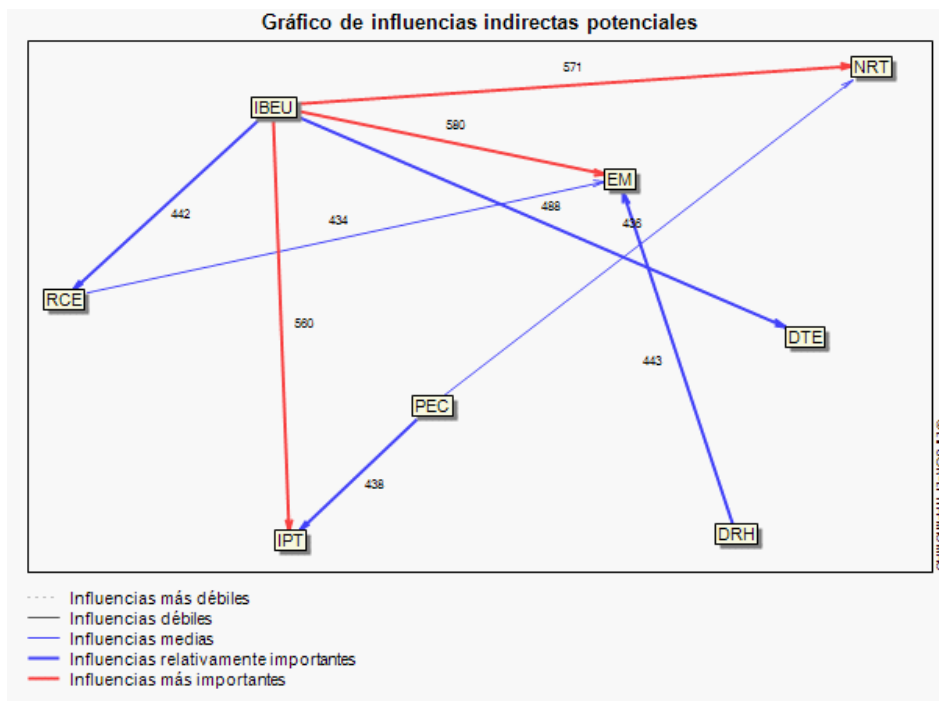 Gráfico de influencias indirectas potenciales
571
NRT
IBEU
580
EM
442
434
488
436
RCE
560
DTE
443
PEC
438
IPT
DRH
Influencias más débiles
Influencias débiles
Influencias medias
Influencias relativamente importantes
Influencias más importantes